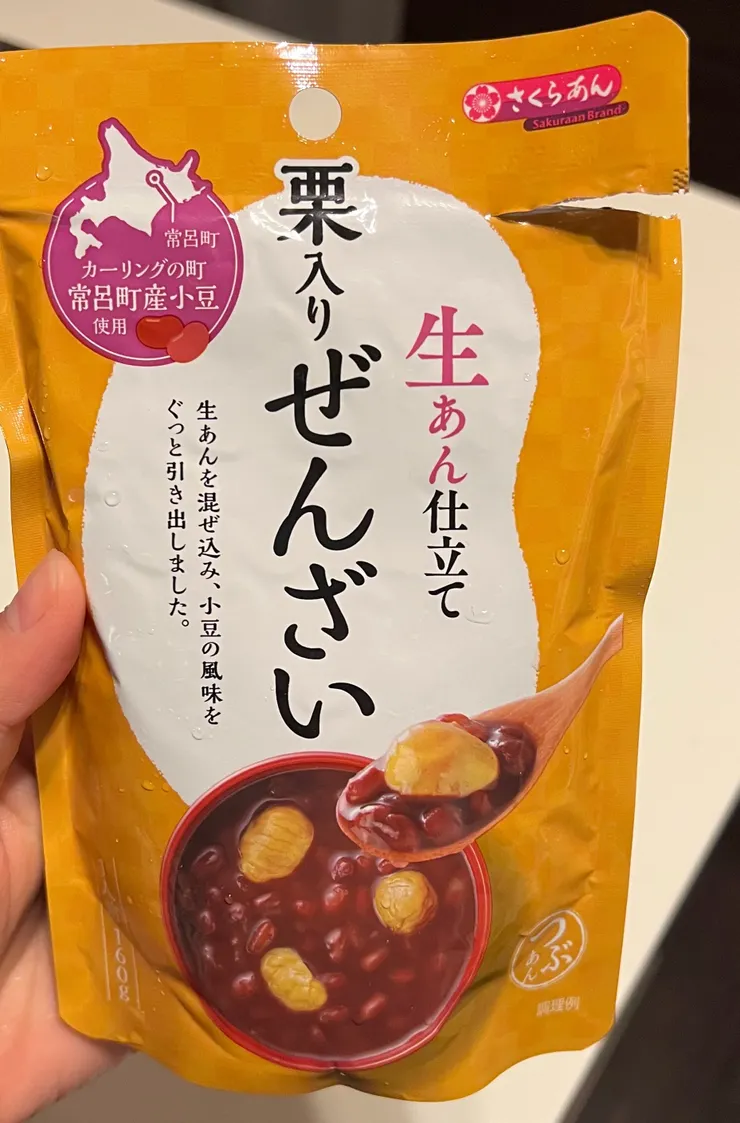 さくらあん
Sakuraan Brand
常呂町
カーリングの町
常呂町産小豆
使用
栗入りぜんざい
生あん仕立て
生あんを混ぜ込み、小豆の風味を
ぐっと引き出しました。
160g
つぶ
あん
調理例